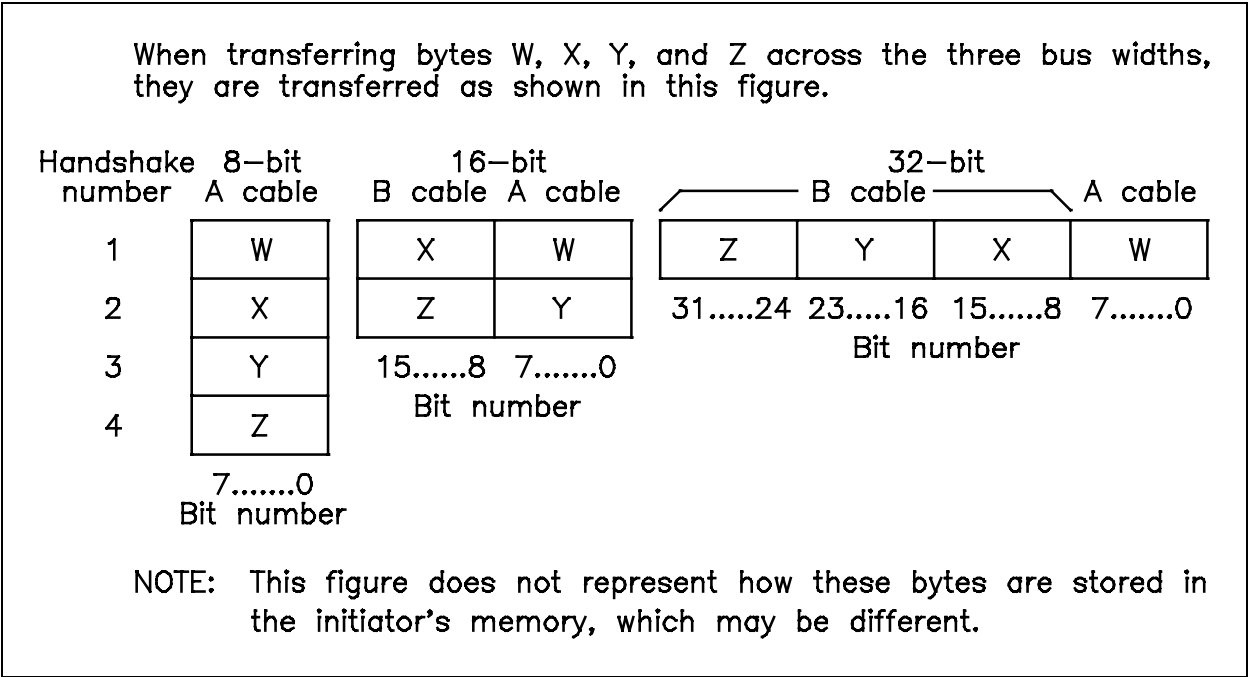 When transferring bytes W, X, Y, and Z across the three bus widths,
they are transferred as shown in this figure.
Handshake 8-bit 16-bit 32-bit
number A cable B cable A cable B cable A cable
1 W X W Z Y X W
2 X Z Y 31.....24 23.....16 15......8 7.......0
Bit number
3 Y 15......8 7.......0
Bit number
4 Z
7.......0
Bit number
NOTE: This figure does not represent how these bytes are stored in
the initiator's memory, which may be different.